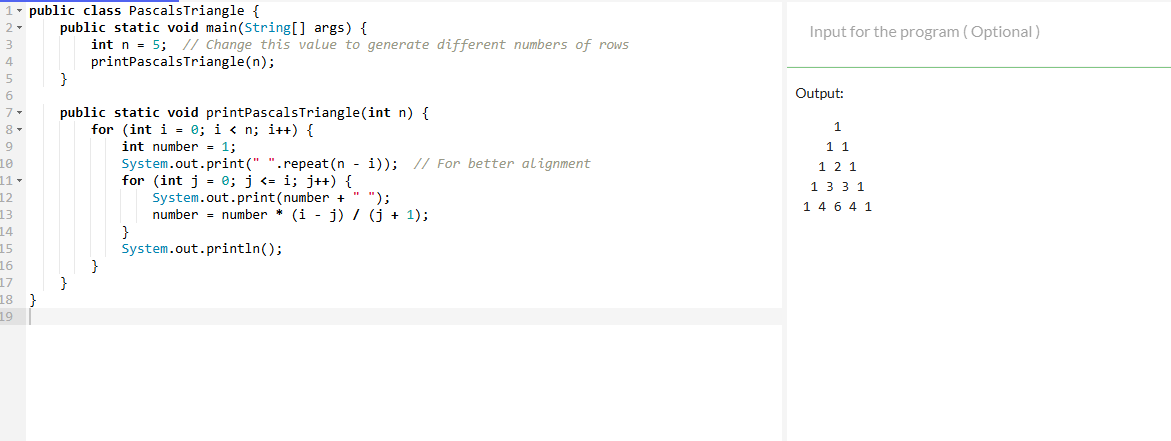 1 public class PascalsTriangle {
2 public static void main(String[] args) {
3 int n = 5; // Change this value to generate different numbers of rows
4 printPascalsTriangle(n);
5 }
6
7 public static void printPascalsTriangle(int n) {
8 for (int i = 0; i < n; i++) {
9 int number = 1;
10 System.out.print(" ".repeat(n - i)); // For better alignment
11 for (int j = 0; j <= i; j++) {
12 System.out.print(number + " ");
13 number = number * (i - j) / (j + 1);
14 }
15 System.out.println();
16 }
17 }
18 }
19
Input for the program ( Optional )
Output:
1
1 1
1 2 1
1 3 3 1
1 4 6 4 1